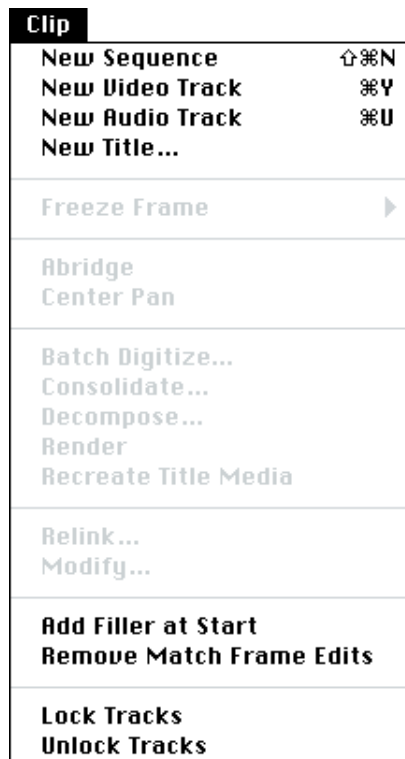 Clip
New Sequence ⇧⌘N
New Video Track ⌘Y
New Audio Track ⌘U
New Title...
Freeze Frame
Abridge
Center Pan
Batch Digitize...
Consolidate...
Decompose...
Render
Recreate Title Media
Relink...
Modify...
Add Filler at Start
Remove Match Frame Edits
Lock Tracks
Unlock Tracks